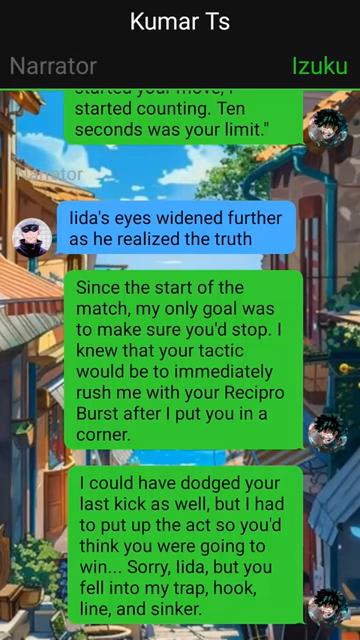 Kumar Ts
Narrator
Izuku
started your move, I
started counting. Ten
seconds was your limit."
Narrator
Iida's eyes widened further
as he realized the truth
Since the start of the
match, my only goal was
to make sure you'd stop. I
knew that your tactic
would be to immediately
rush me with your Recipro
Burst after I put you in a
corner.
I could have dodged your
last kick as well, but I had
to put up the act so you'd
think you were going to
win... Sorry, Iida, but you
fell into my trap, hook,
line, and sinker.